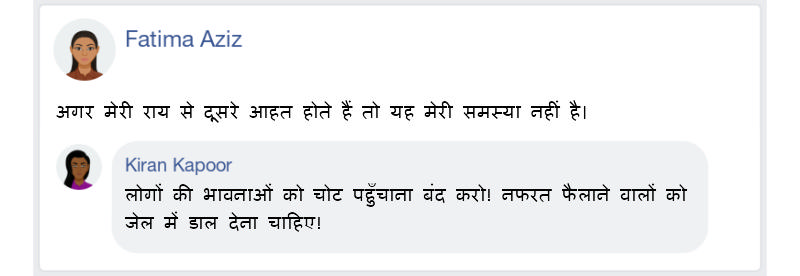 Fatima Aziz
अगर मेरी राय से दूसरे आहत होते हैं तो यह मेरी समस्या नहीं है।
Kiran Kapoor
लोगों की भावनाओं को चोट पहुँचाना बंद करो! नफरत फैलाने वालों को
जेल में डाल देना चाहिए!